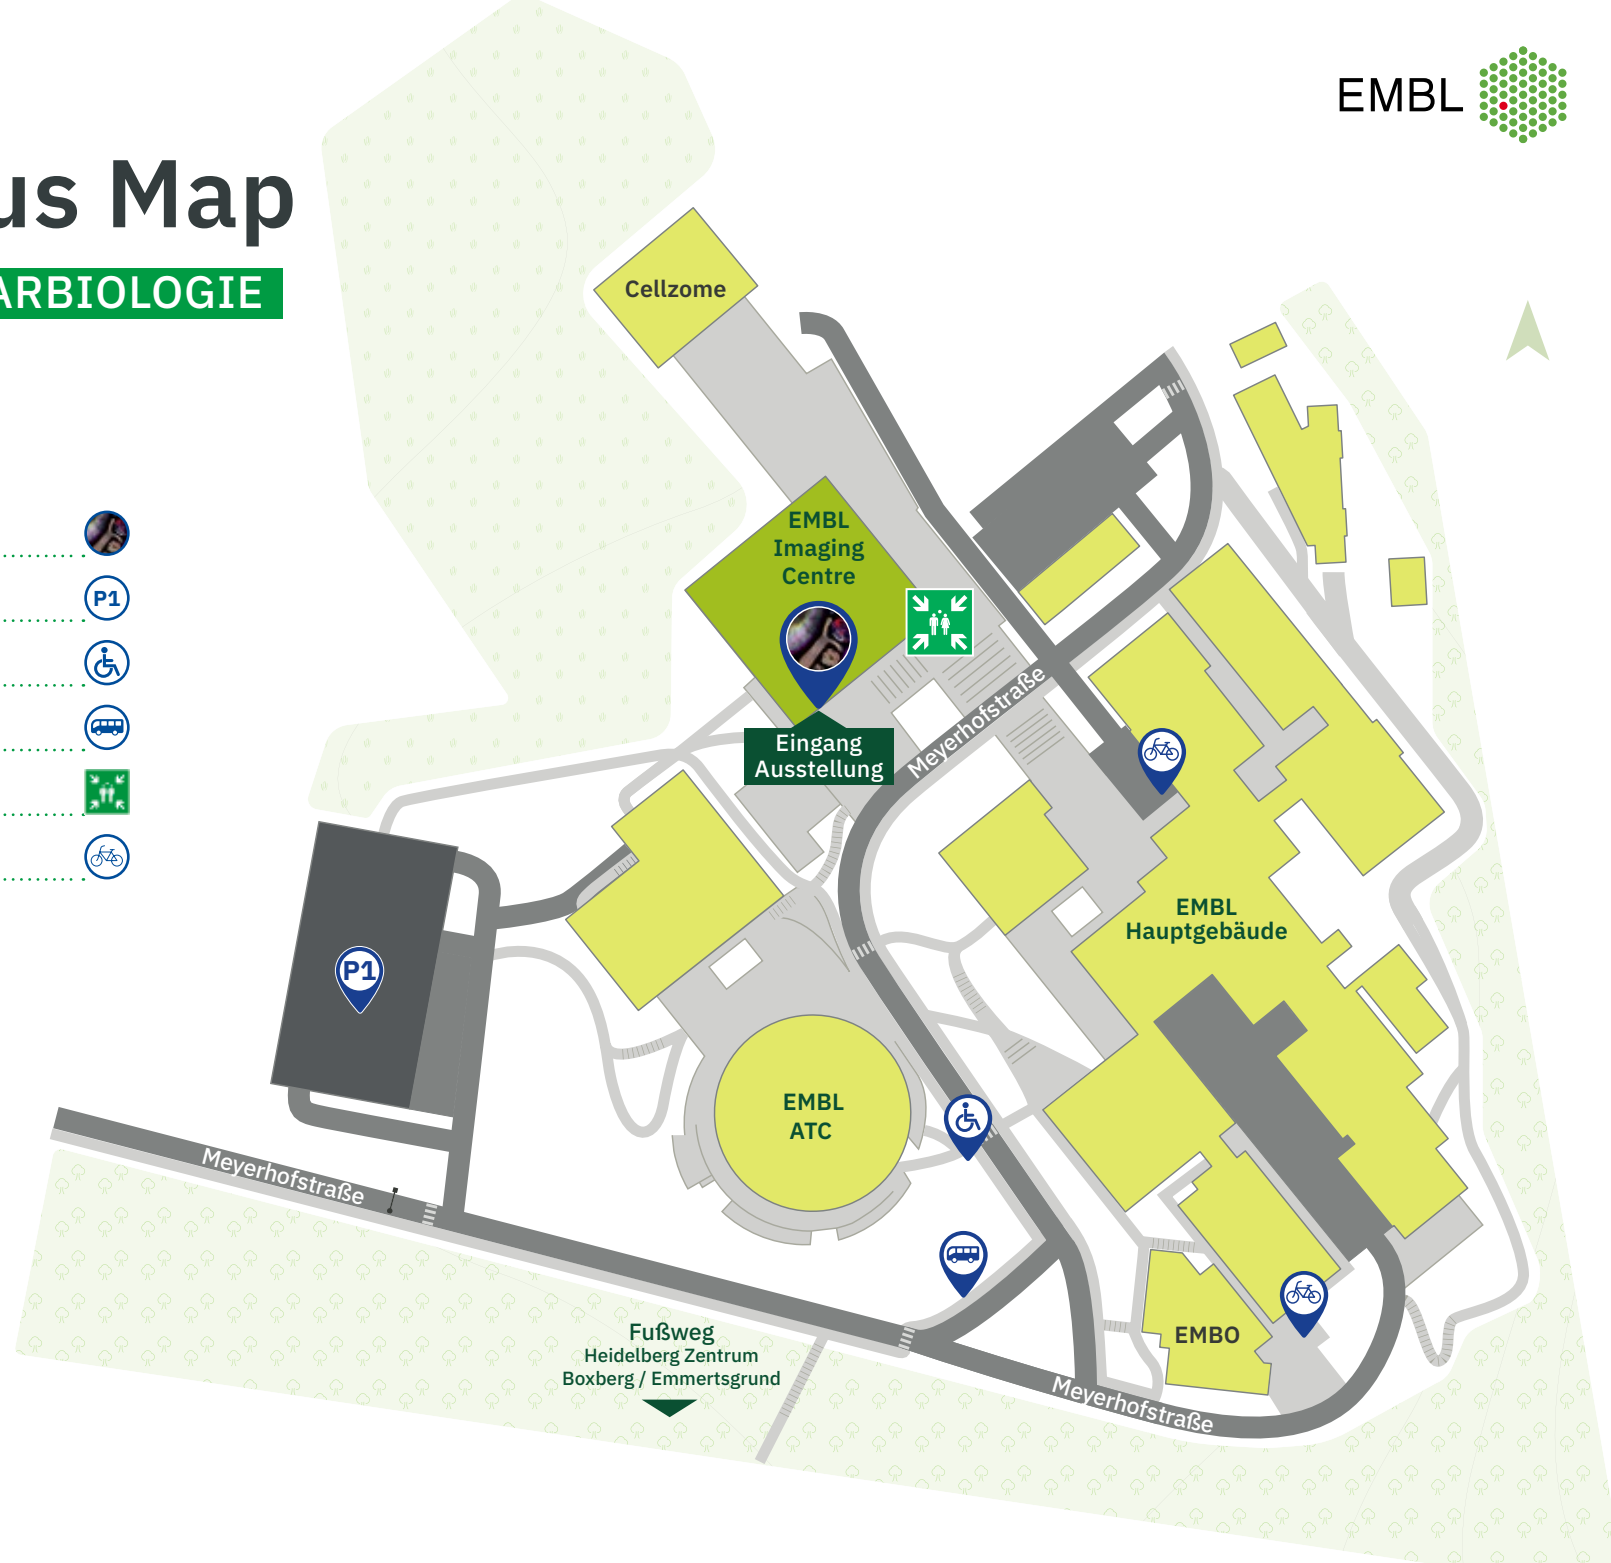 EMBL
us Map
ARBIOLOGIE
Cellzome
EMBL
Imaging
Centre
P1
Eingang
Ausstellung
Meyerhofstraße
EMBL
Hauptgebäude
P1
EMBL
ATC
Meyerhofstraße
Fußweg
Heidelberg Zentrum
Boxberg / Emmertsgrund
EMBO
Meyerhofstraße